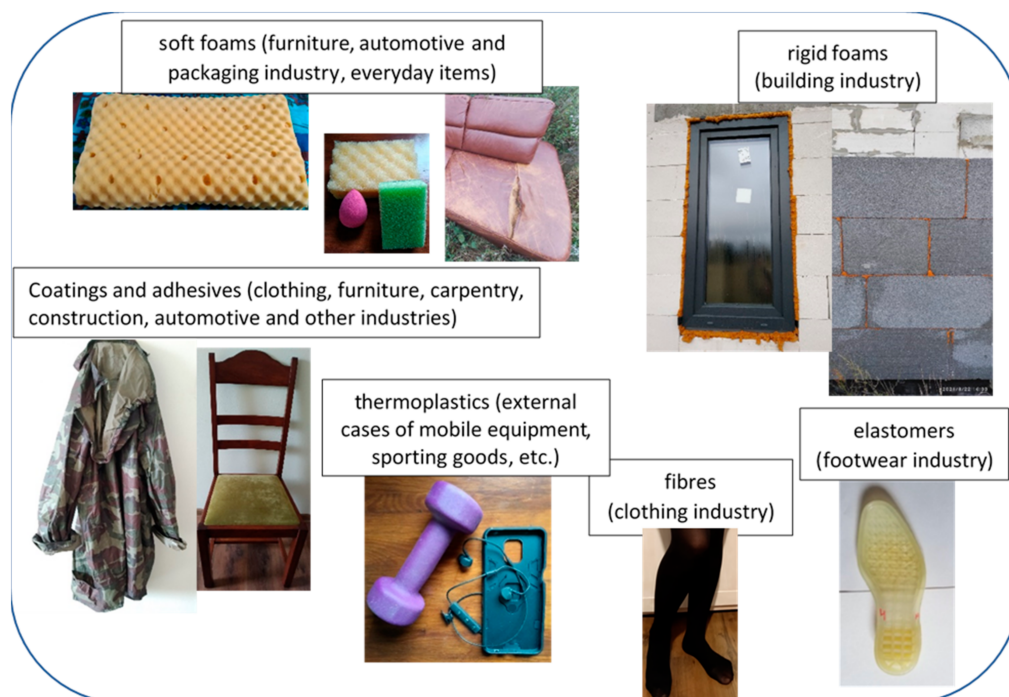 soft foams (furniture, automotive and
packaging industry, everyday items)
rigid foams
(building industry)
Coatings and adhesives (clothing, furniture, carpentry,
construction, automotive and other industries)
thermoplastics (external
cases of mobile equipment,
sporting goods, etc.)
fibres
(clothing industry)
elastomers
(footwear industry)